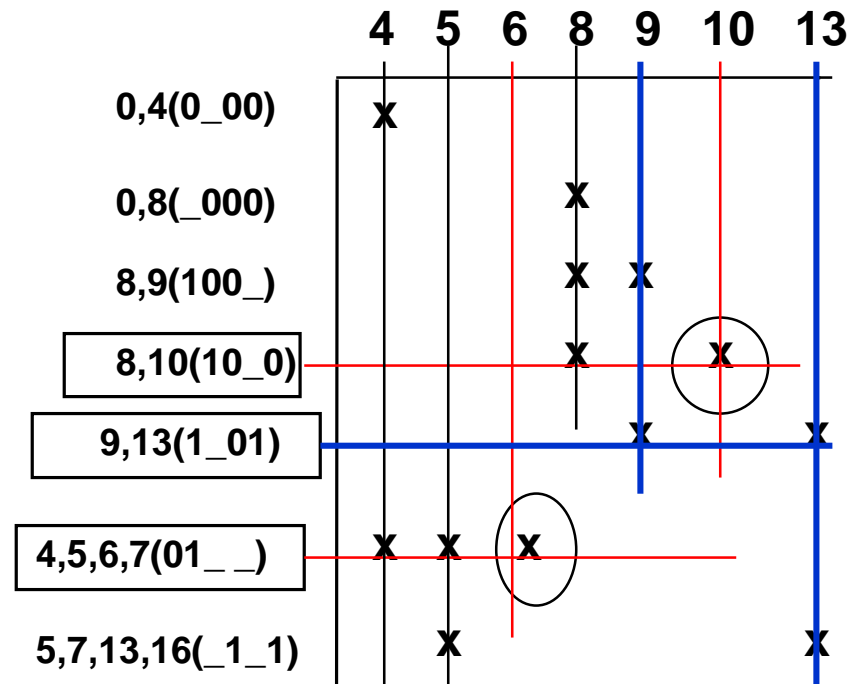 4 5 6 8 9 10 13
0,4(0_00) X
0,8(_000) X
8,9(100_) X X
8,10(10_0) X X
9,13(1_01) X X
4,5,6,7(01_ _) X X X
5,7,13,16(_1_1) X X